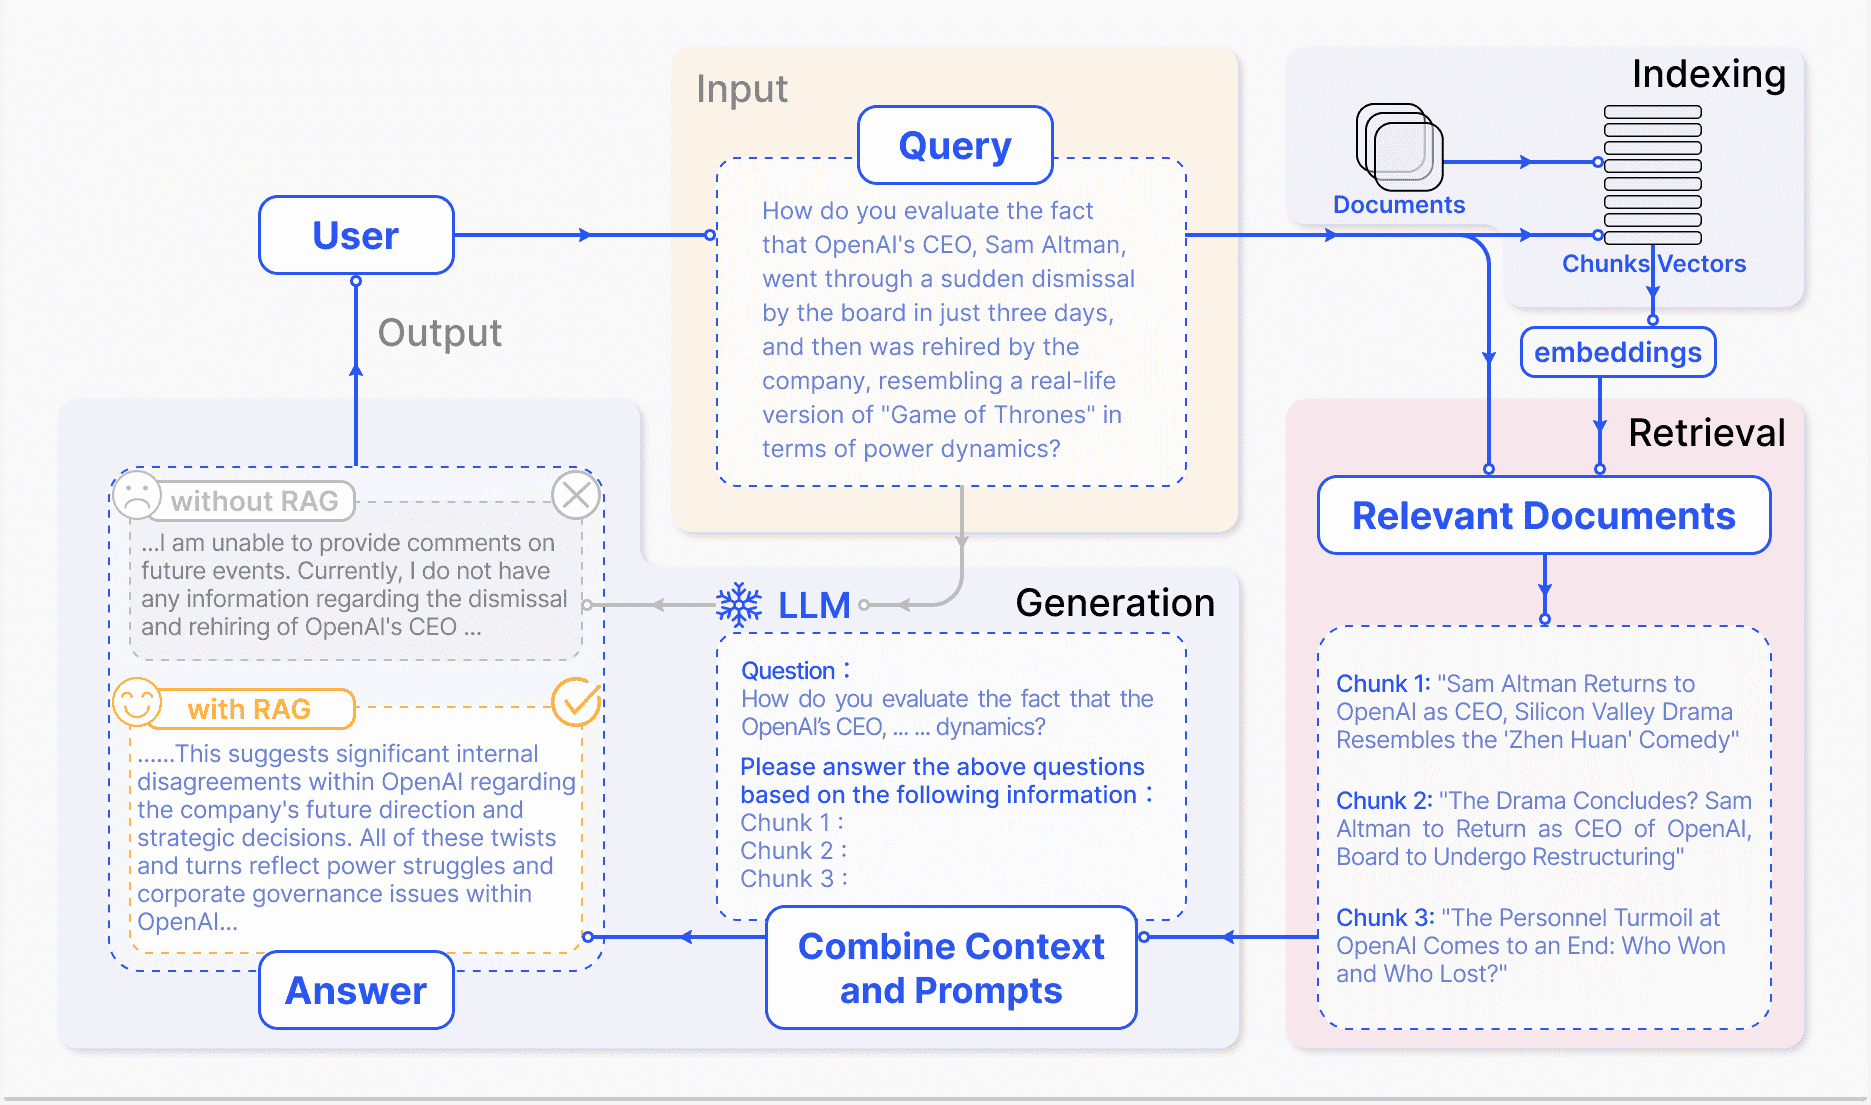 Input
Query
How do you evaluate the fact
that OpenAI's CEO, Sam Altman,
went through a sudden dismissal
by the board in just three days,
and then was rehired by the
company, resembling a real-life
version of "Game of Thrones" in
terms of power dynamics?
Indexing
Documents
Chunks Vectors
embeddings
User
Output
Retrieval
Relevant Documents
Chunk 1: "Sam Altman Returns to
OpenAI as CEO, Silicon Valley Drama
Resembles the 'Zhen Huan' Comedy"
Chunk 2: "The Drama Concludes? Sam
Altman to Return as CEO of OpenAI,
Board to Undergo Restructuring"
Chunk 3: "The Personnel Turmoil at
OpenAI Comes to an End: Who Won
and Who Lost?"
LLM
Generation
Question :
How do you evaluate the fact that the
OpenAI's CEO, ... ... dynamics?
Please answer the above questions
based on the following information :
Chunk 1 :
Chunk 2 :
Chunk 3 :
Combine Context
and Prompts
without RAG
...I am unable to provide comments on
future events. Currently, I do not have
any information regarding the dismissal
and rehiring of OpenAI's CEO ...
with RAG
......This suggests significant internal
disagreements within OpenAI regarding
the company's future direction and
strategic decisions. All of these twists
and turns reflect power struggles and
corporate governance issues within
OpenAI...
Answer